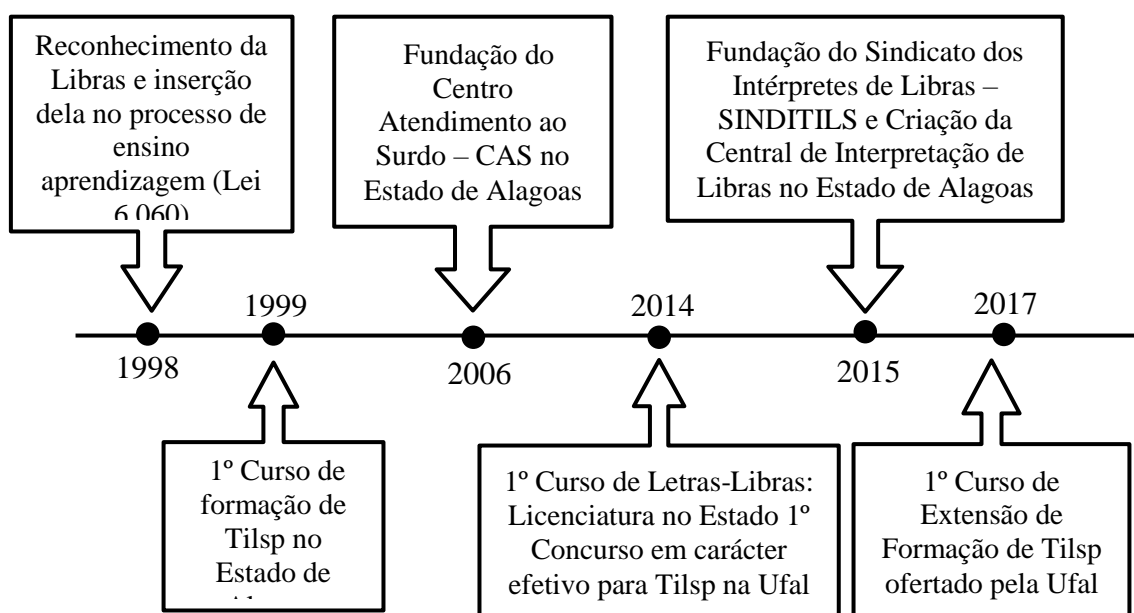 Reconhecimento da
Libras e inserção
dela no processo de
ensino
aprendizagem (Lei
6.060)
Fundação do
Centro
Atendimento ao
Surdo – CAS no
Estado de Alagoas
Fundação do Sindicato dos
Intérpretes de Libras –
SINDITILS e Criação da
Central de Interpretação de
Libras no Estado de Alagoas
1999
2014
2017
1998
2006
2015
1º Curso de
formação de
Tilsp no
Estado de
1º Curso de Letras-Libras:
Licenciatura no Estado 1º
Concurso em carácter
efetivo para Tilsp na Ufal
1º Curso de
Extensão de
Formação de Tilsp
ofertado pela Ufal